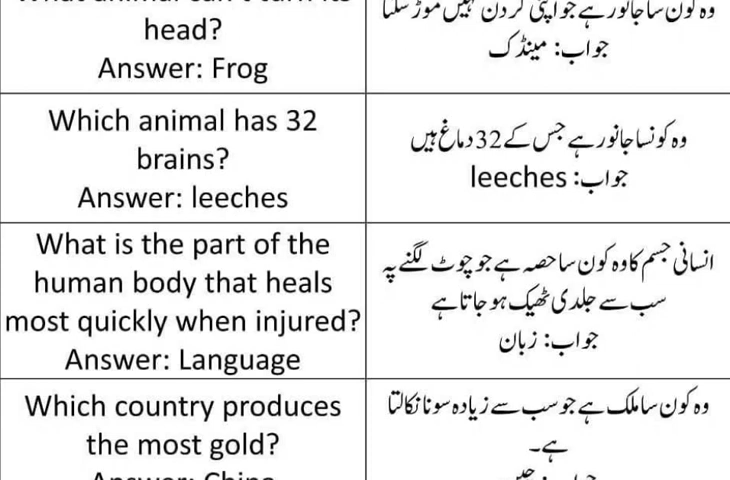 head?
Answer: Frog
وہ کون سا جانور ہے جو اپنی گردن نہیں موڑ سکتا
جواب: مینڈک
Which animal has 32
brains?
Answer: leeches
وہ کونسا جانور ہے جس کے 32 دماغ ہیں
جواب: leeches
What is the part of the
human body that heals
most quickly when injured?
Answer: Language
انسانی جسم کا وہ کون سا حصہ ہے جو چوٹ لگنے پہ
سب سے جلدی ٹھیک ہو جاتا ہے
جواب: زبان
Which country produces
the most gold?
وہ کون سا ملک ہے جو سب سے زیادہ سونا نکالتا
ہے۔